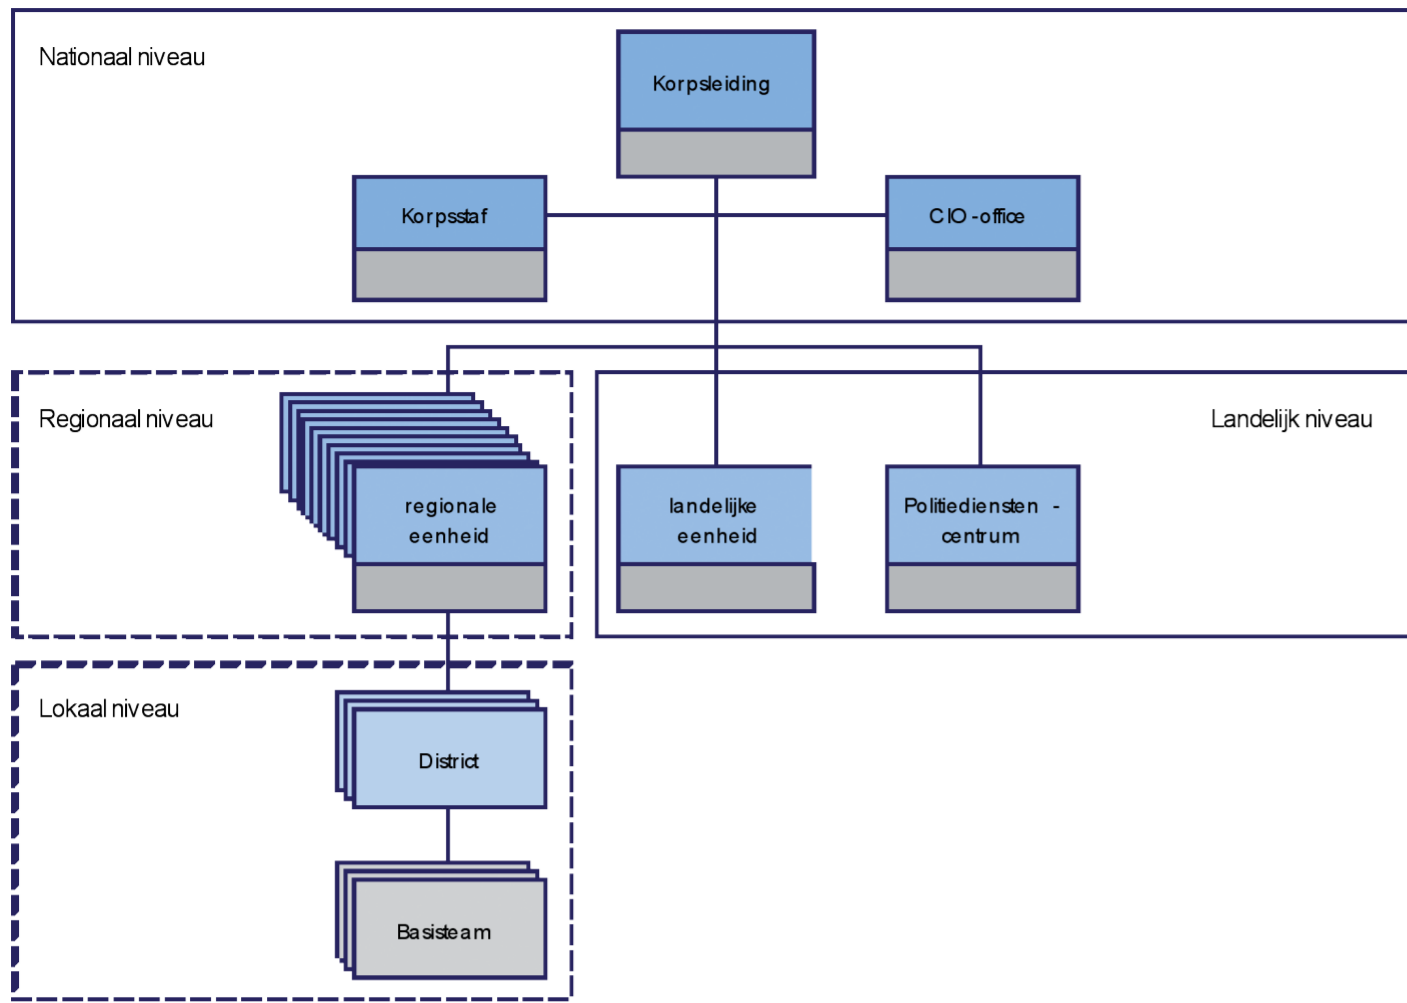 Nationaal niveau
Korpsleiding
Korpsstaf
CIO-office
Regionaal niveau
Landelijk niveau
regionale
eenheid
landelijke
eenheid
Politiediensten -
centrum
Lokaal niveau
District
Basisteam